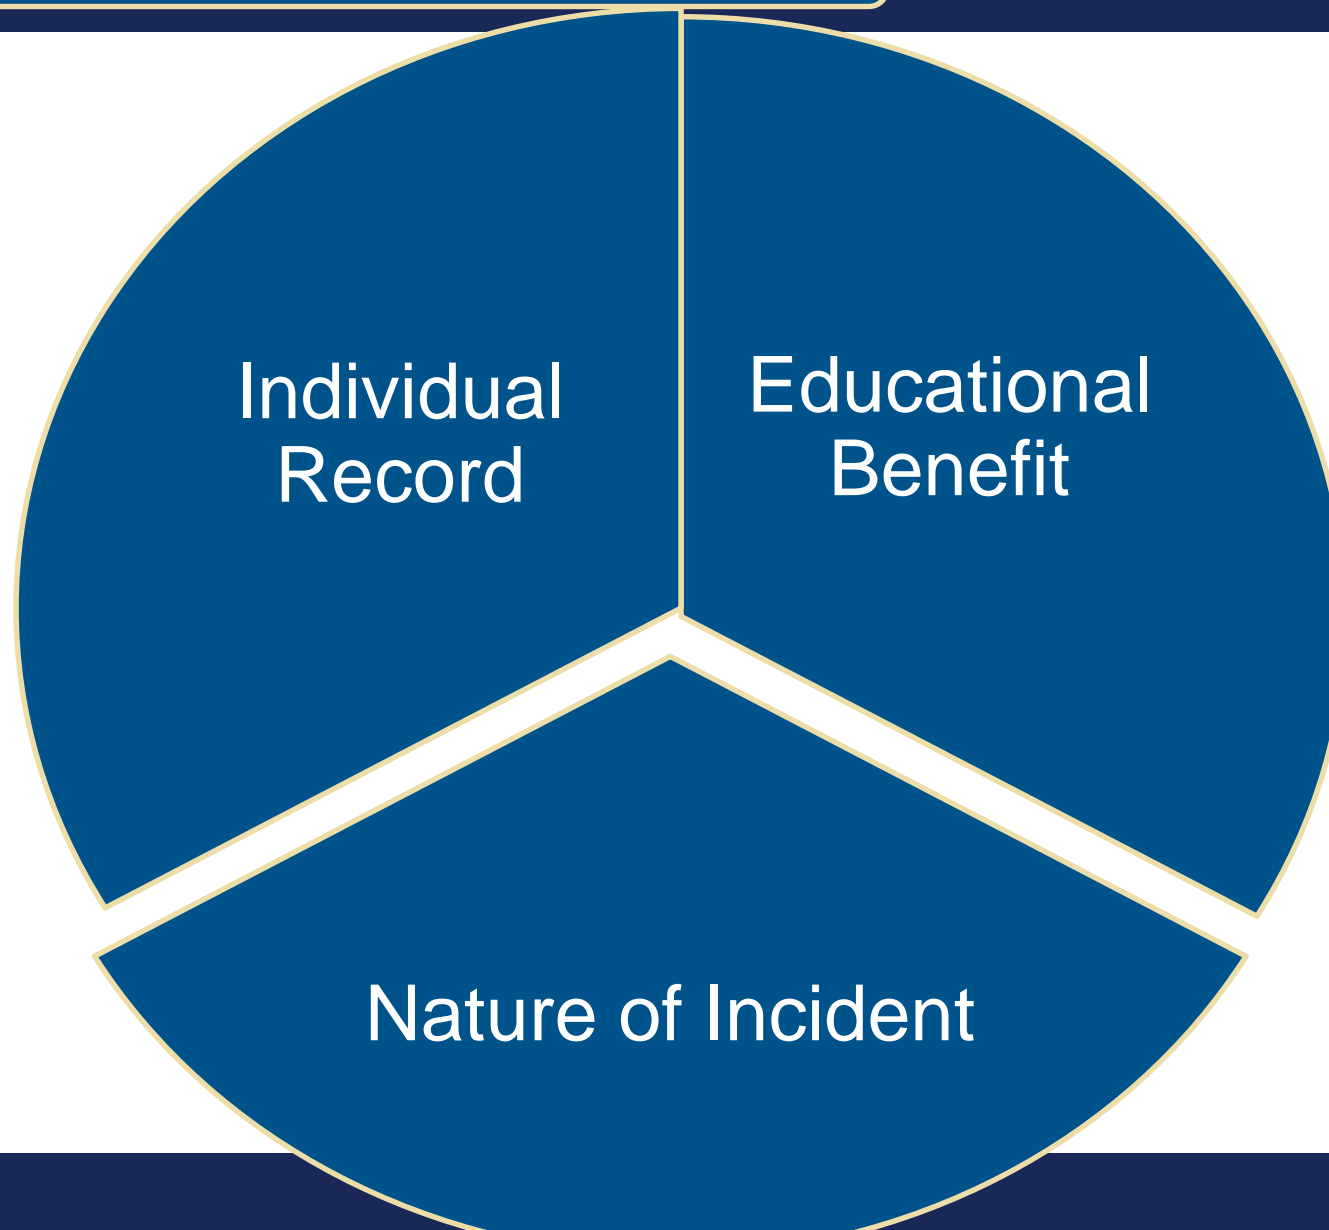 Individual
Record
Educational
Benefit
Nature of Incident